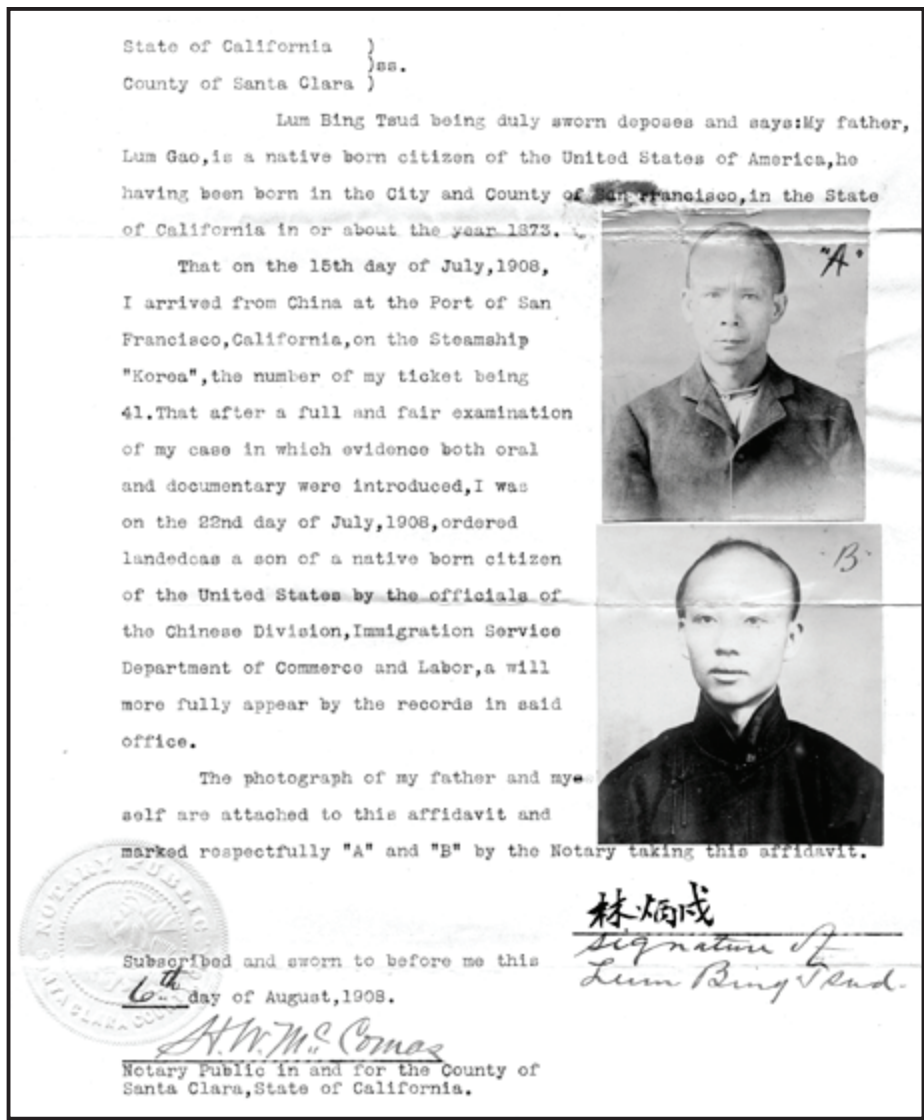 State of California )
)ss.
County of Santa Clara )
Lum Bing Tsud being duly sworn deposes and says:My father,
Lum Gao,is a native born citizen of the United States of America,he
having been born in the City and County of San Francisco,in the State
of California in or about the year 1873.
"A"
That on the 15th day of July,1908,
I arrived from China at the Port of San
Francisco,California,on the Steamship
"Korea",the number of my ticket being
41.That after a full and fair examination
of my case in which evidence both oral
and documentary were introduced,I was
on the 22nd day of July,1908,ordered
landedcas a son of a native born citizen
B
of the United States by the officials of
the Chinese Division,Immigration Service
Department of Commerce and Labor,a will
more fully appear by the records in said
office.
The photograph of my father and mye
self are attached to this affidavit and
marked respectfully "A" and "B" by the Notary taking this affidavit.
NOTARY PUBLIC
CLARA
林炳戌
signature of
Lum Bing Tsud.
Subscribed and sworn to before me this
6th day of August,1908.
H.W. McComas
Notary Public in and for the County of
Santa Clara,State of California.